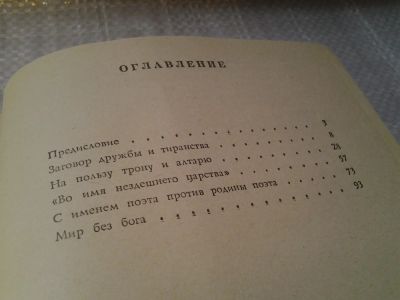 ОГЛАВЛЕНИЕ
Предисловие . . . . . . . . . . . . . 3
Заговор дружбы и тиранства . . . . . . 8
На пользу трону и алтарю . . . . . . . 28
«Во имя нездешнего царства» . . . . . 57
С именем поэта против родины поэта . . . 73
Мир без бога . . . . . . . . . . . . 93